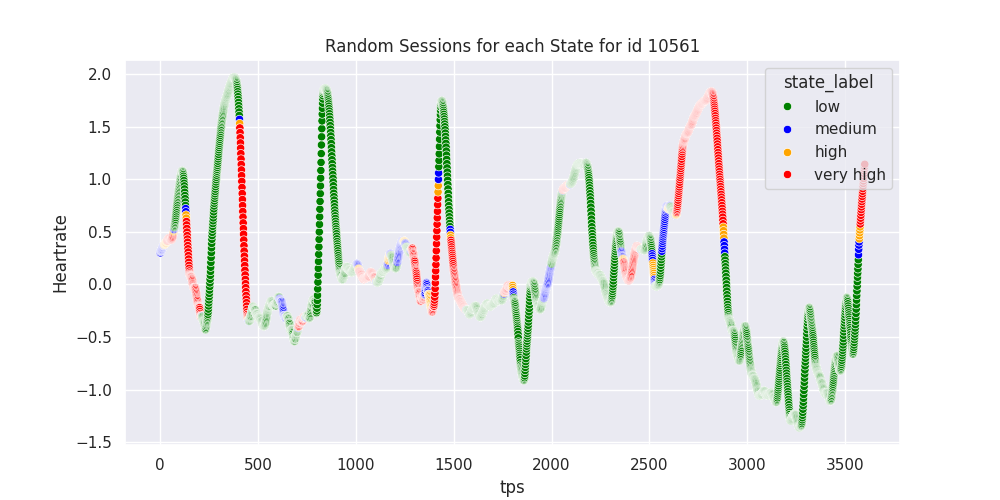 Random Sessions for each State for id 10561
state_label
low
medium
high
very high
Heartrate
2.0
1.5
1.0
0.5
0.0
−0.5
−1.0
−1.5
0 500 1000 1500 2000 2500 3000 3500
tps